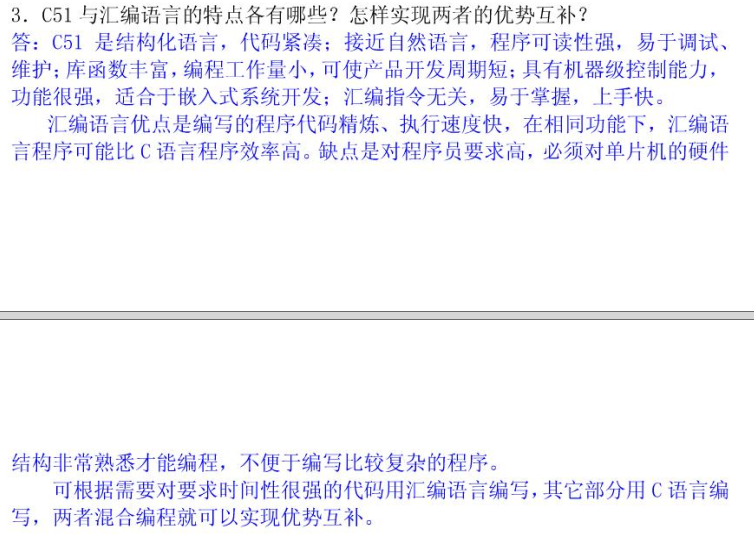 3．C51 与汇编语言的特点各有哪些？怎样实现两者的优势互补？
答：C51 是结构化语言，代码紧凑；接近自然语言，程序可读性强，易于调试、
维护；库函数丰富，编程工作量小，可使产品开发周期短；具有机器级控制能力，
功能很强，适合于嵌入式系统开发；汇编指令无关，易于掌握，上手快。
汇编语言优点是编写的程序代码精炼、执行速度快，在相同功能下，汇编语
言程序可能比 C 语言程序效率高。缺点是对程序员要求高，必须对单片机的硬件
结构非常熟悉才能编程，不便于编写比较复杂的程序。
可根据需要对要求时间性很强的代码用汇编语言编写，其它部分用 C 语言编
写，两者混合编程就可以实现优势互补。